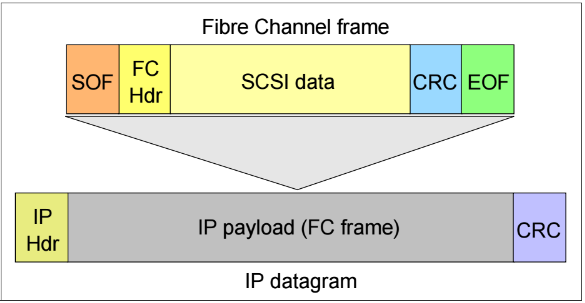 Fibre Channel frame
SOF
FC
Hdr
SCSI data
CRC
EOF
IP
Hdr
IP payload (FC frame)
CRC
IP datagram